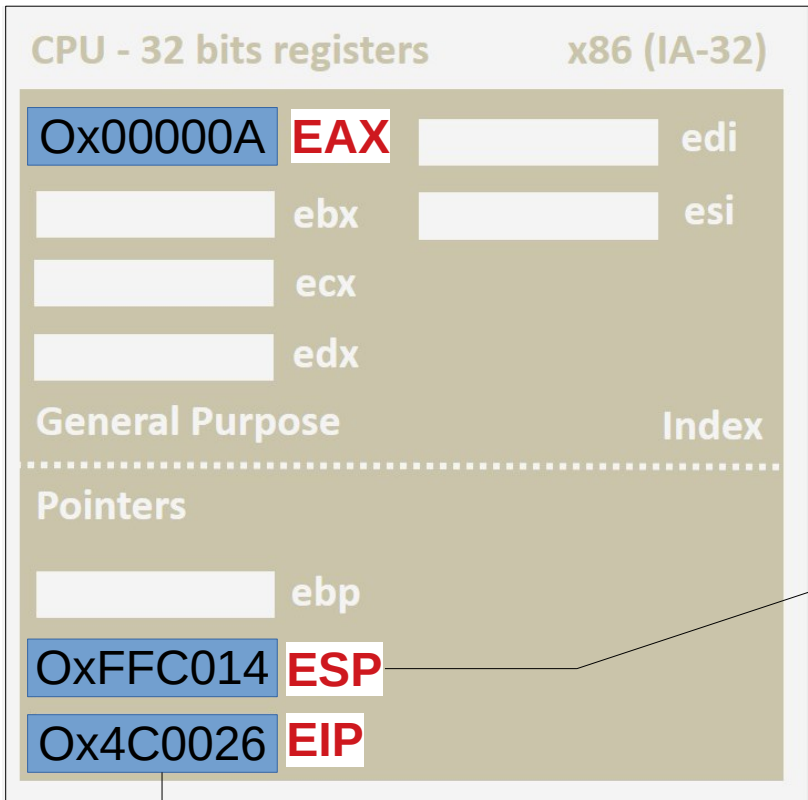 CPU - 32 bits registers x86 (IA-32)
Ox00000A EAX edi
ebx esi
ecx
edx
General Purpose Index
Pointers
ebp
OxFFC014 ESP
Ox4C0026 EIP